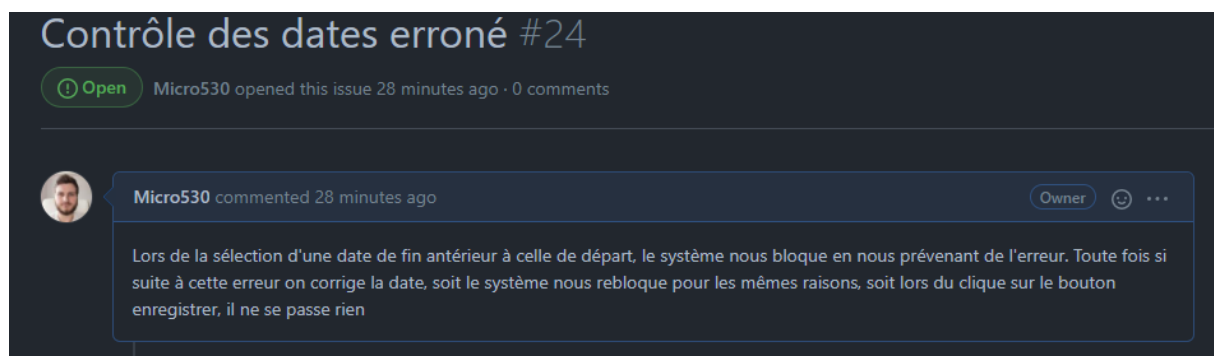 Contrôle des dates erroné #24
Open Micro530 opened this issue 28 minutes ago · 0 comments
Micro530 commented 28 minutes ago Owner
Lors de la sélection d'une date de fin antérieur à celle de départ, le système nous bloque en nous prévenant de l'erreur. Toute fois si
suite à cette erreur on corrige la date, soit le système nous rebloque pour les mêmes raisons, soit lors du clique sur le bouton
enregistrer, il ne se passe rien